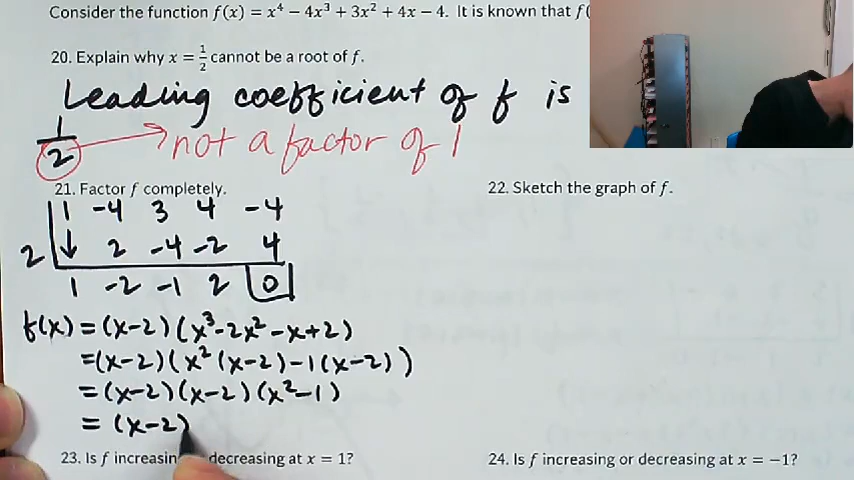 Consider the function f(x) = x⁴ − 4x³ + 3x² + 4x − 4. It is known that f(
20. Explain why x = 1/2 cannot be a root of f.
Leading coefficient of f is
1/2 → not a factor of 1
21. Factor f completely.
22. Sketch the graph of f.
1 -4 3 4 -4
2 ↓ 2 -4 -2 4
1 -2 -1 2 0
f(x) = (x-2)(x³-2x²-x+2)
=(x-2)(x²(x-2)-1(x-2))
=(x-2)(x-2)(x²-1)
= (x-2)
23. Is f increasin decreasing at x = 1?
24. Is f increasing or decreasing at x = −1?